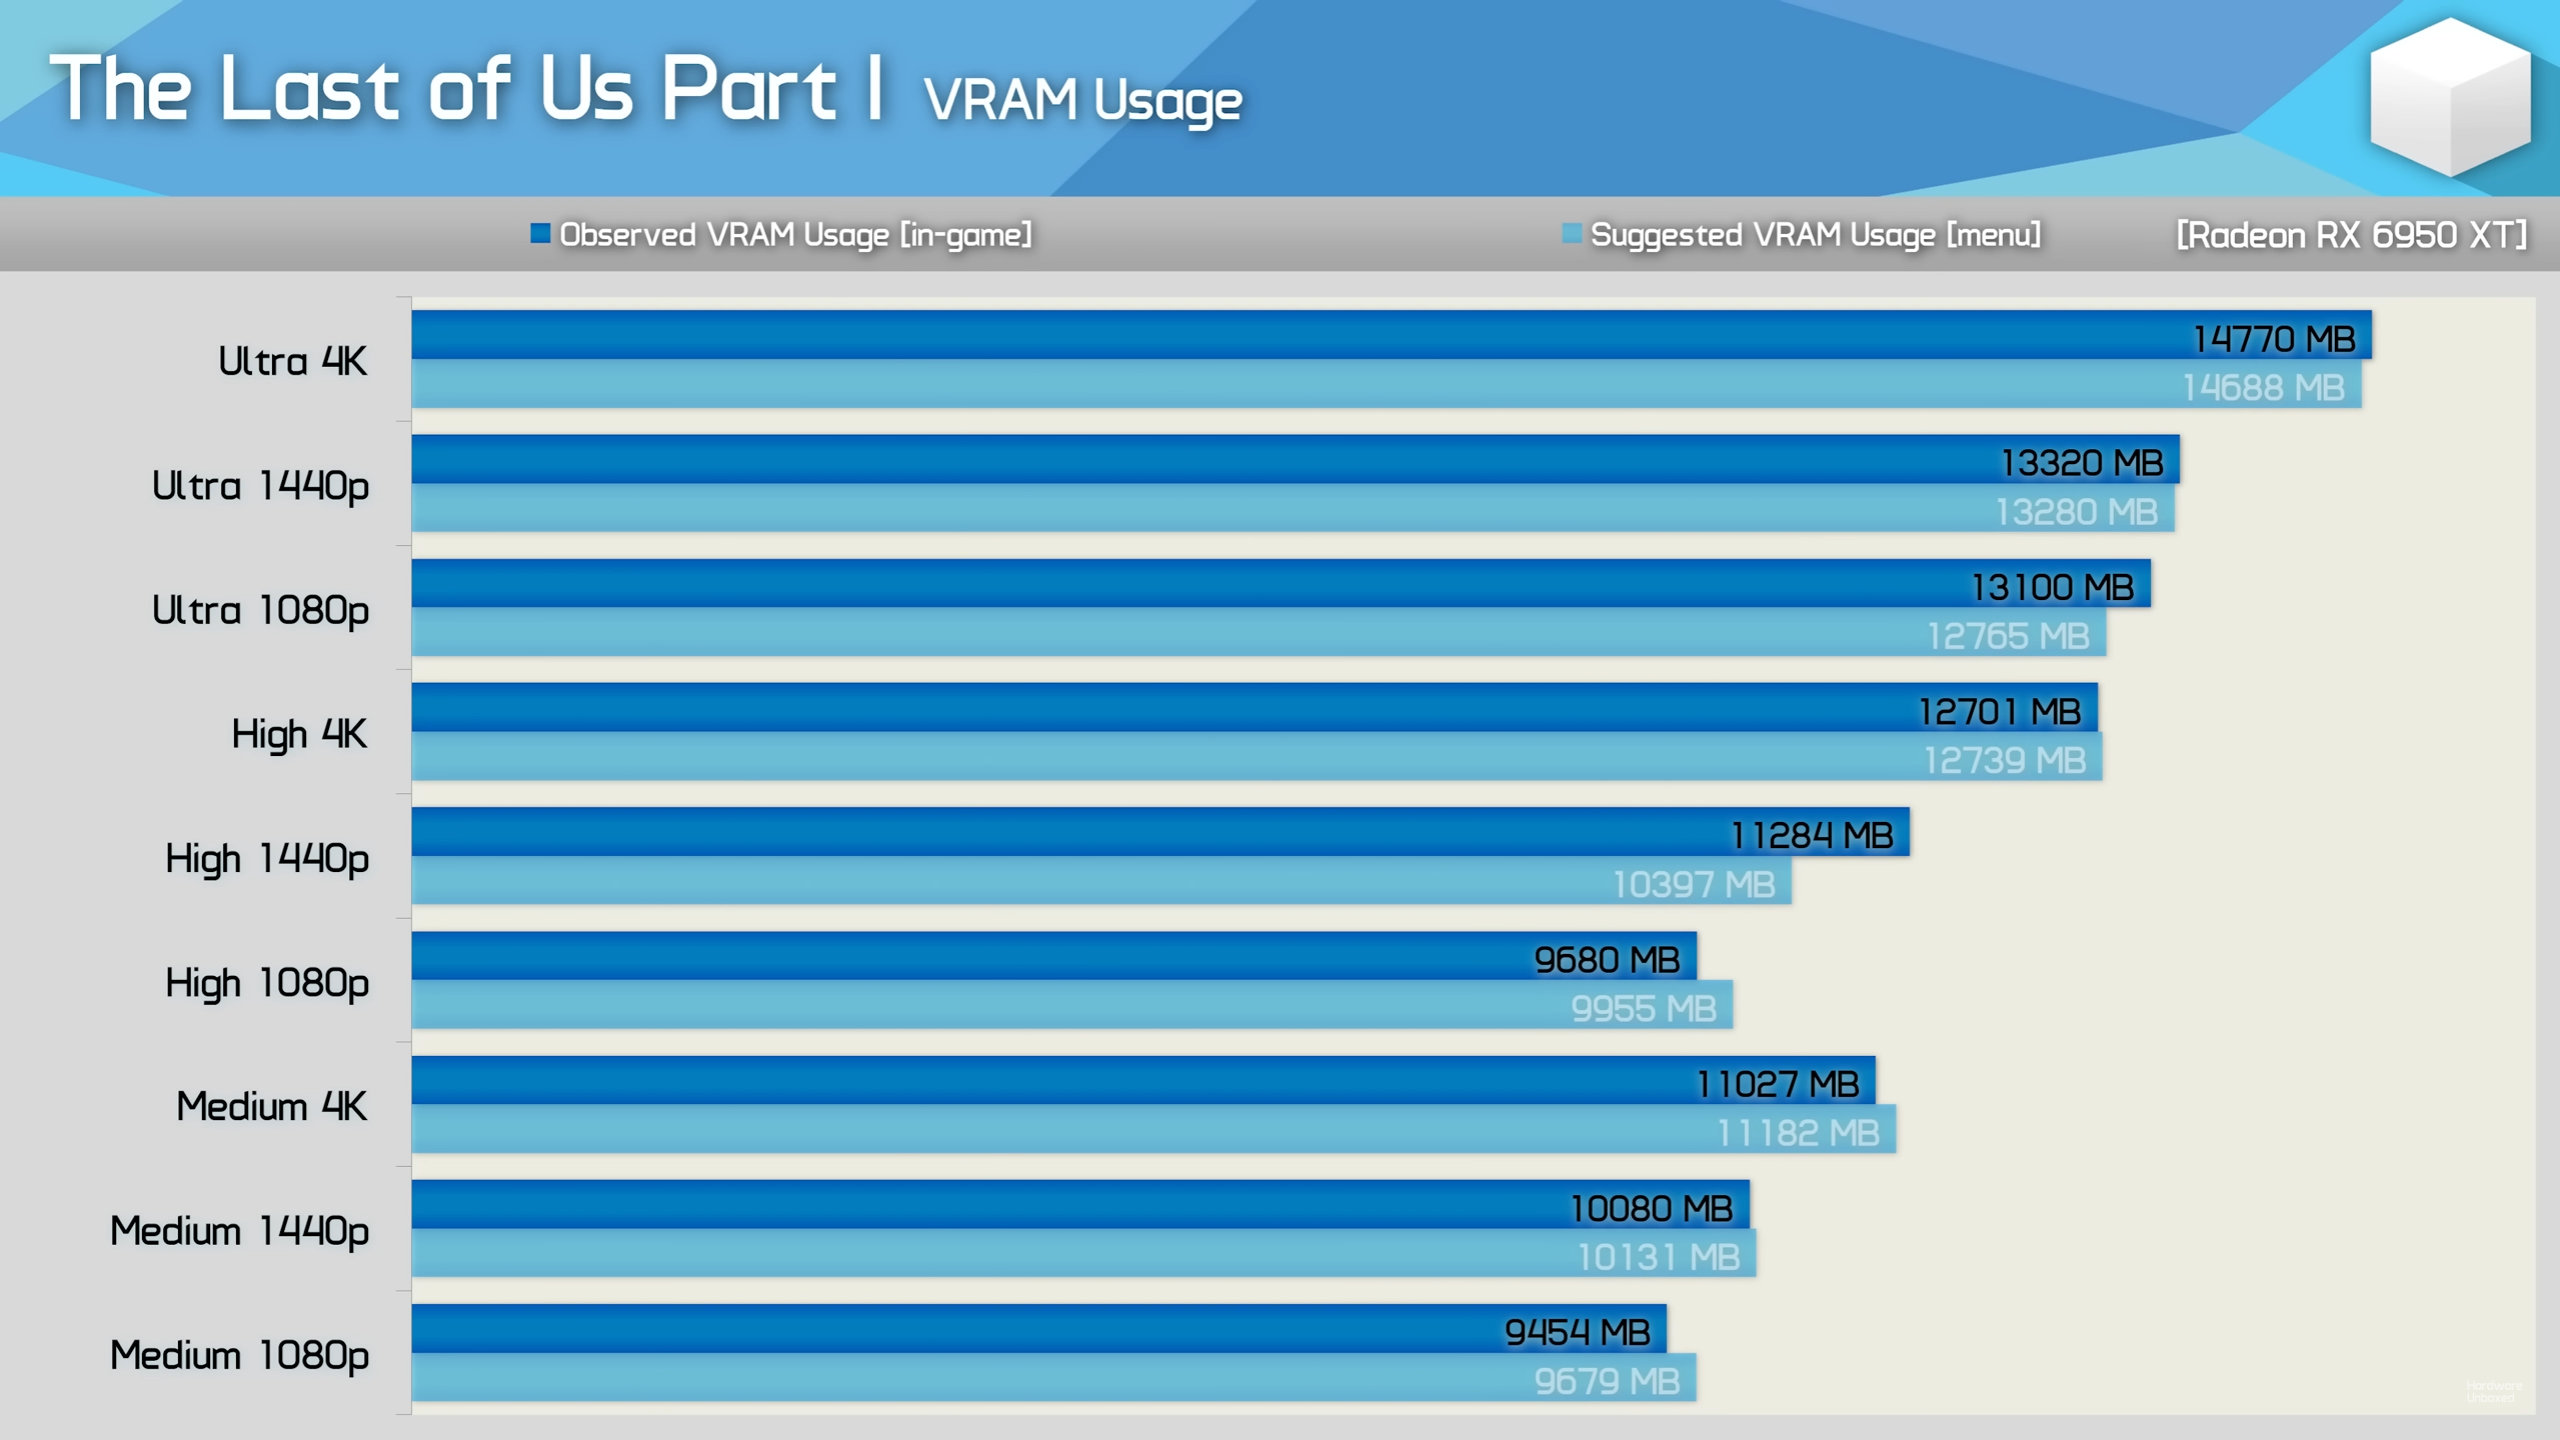 The Last of Us Part I VRAM Usage
Observed VRAM Usage [in-game] Suggested VRAM Usage [menu] [Radeon RX 6950 XT]
Ultra 4K
14770 MB
14688 MB
Ultra 1440p
13320 MB
13280 MB
Ultra 1080p
13100 MB
12765 MB
High 4K
12701 MB
12739 MB
High 1440p
11284 MB
10397 MB
High 1080p
9680 MB
9955 MB
Medium 4K
11027 MB
11182 MB
Medium 1440p
10080 MB
10131 MB
Medium 1080p
9454 MB
9679 MB
Hardware
Unboxed